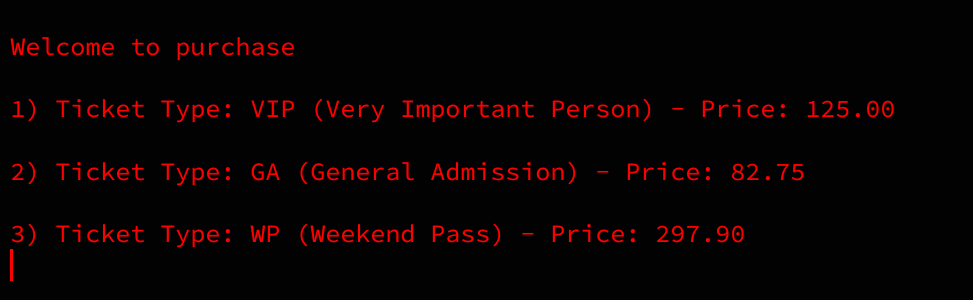 Welcome to purchase
1) Ticket Type: VIP (Very Important Person) - Price: 125.00
2) Ticket Type: GA (General Admission) - Price: 82.75
3) Ticket Type: WP (Weekend Pass) - Price: 297.90